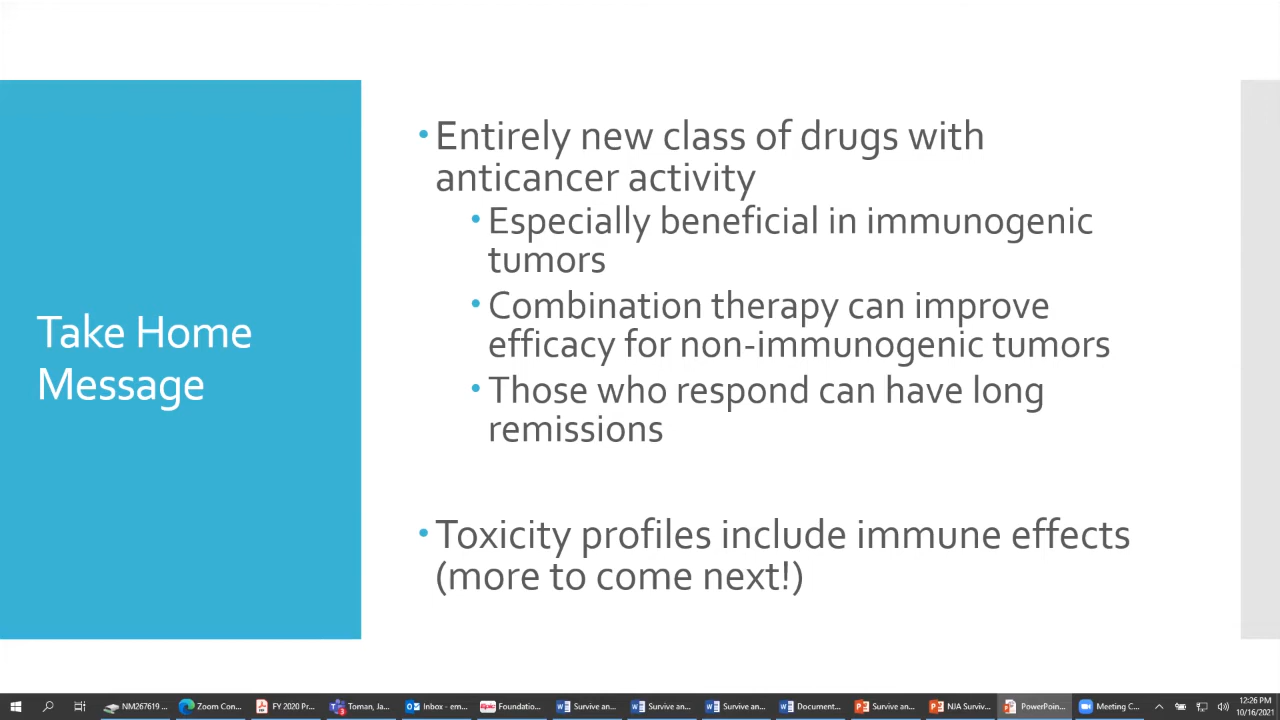 Take Home
Message
• Entirely new class of drugs with
anticancer activity
• Especially beneficial in immunogenic
tumors
• Combination therapy can improve
efficacy for non-immunogenic tumors
• Those who respond can have long
remissions
• Toxicity profiles include immune effects
(more to come next!)
NM267619 ...
Zoom Con...
FY 2020 Pr...
3
Toman, Ja...
Inbox - em...
Epic
Foundatio...
Survive an...
Survive an...
Document...
Survive an...
NJA Surviv...
PowerPoin...
Meeting C...
12:26 PM
10/16/2021